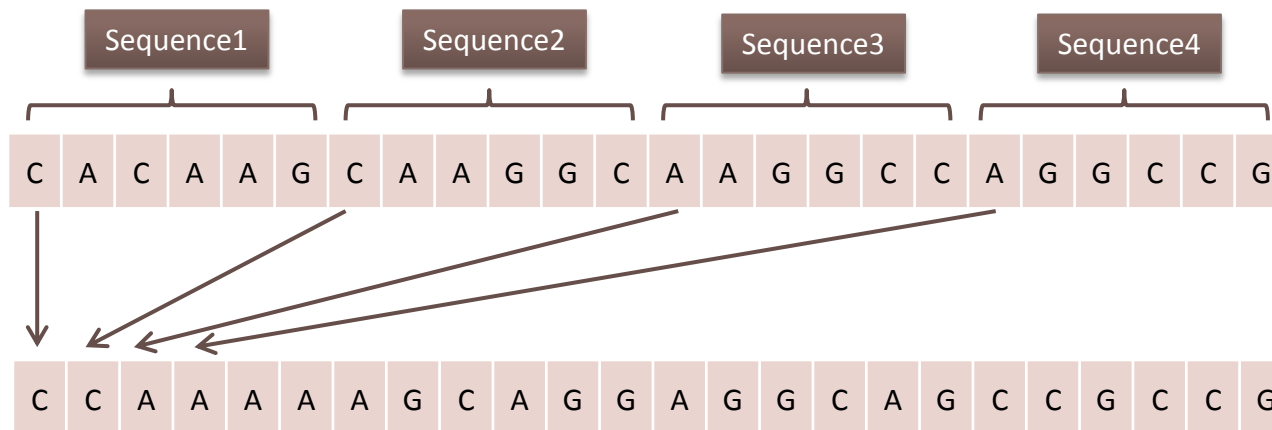 Sequence1 Sequence2 Sequence3 Sequence4
C A C A A G C A A G G C A A G G C C A G G C C G
C C A A A A A G C A G G A G G C A G C C G C C G